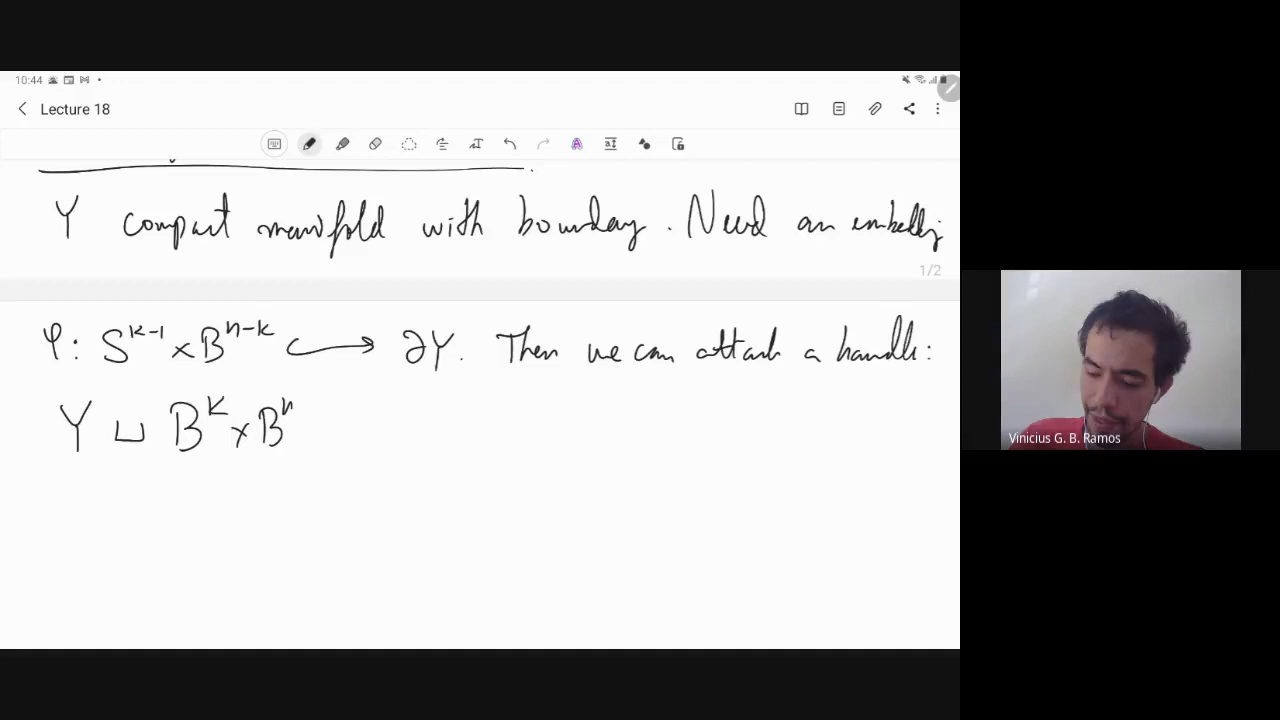 10:44
Lecture 18
Y compact manifold with boundary. Need an embedding
1/2
φ: S^{k-1} × B^{n-k} ↪ ∂Y. Then we can attach a handle:
Y ⊔ B^k × B^n
Vinicius G. B. Ramos